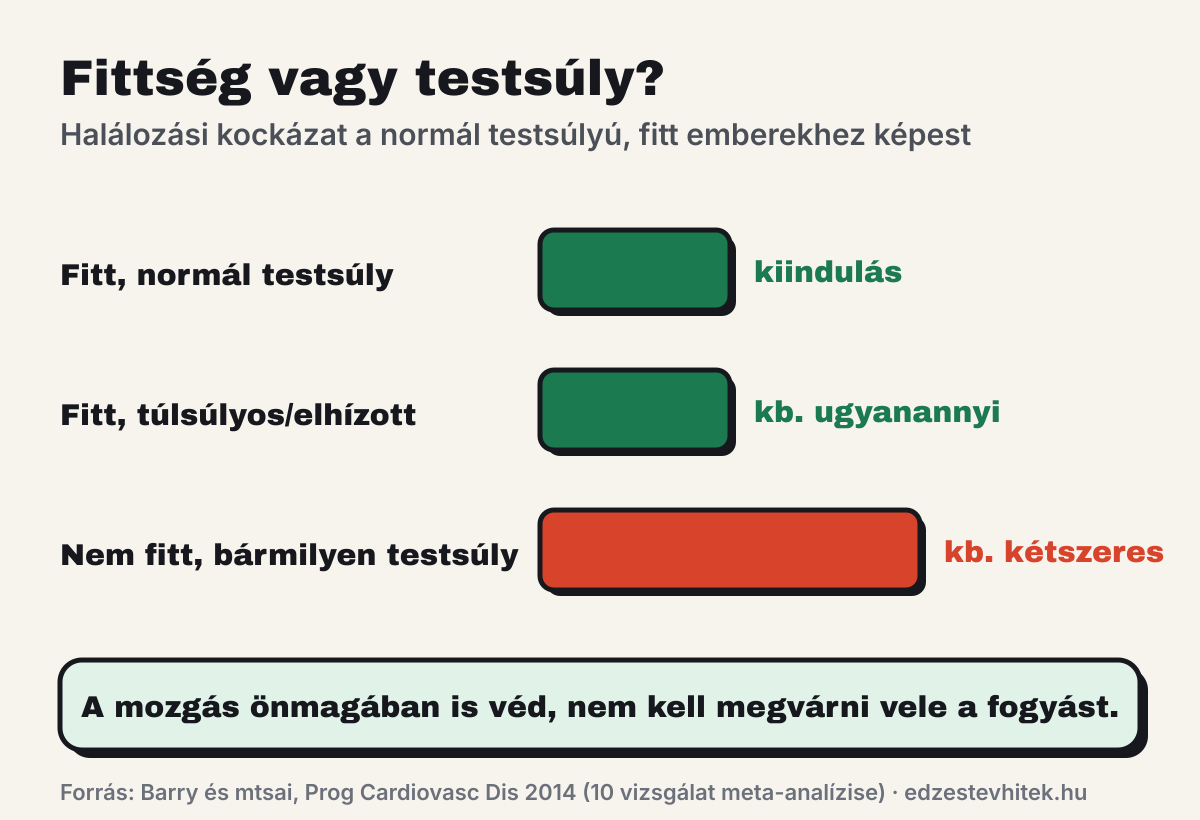 Fittség vagy testsúly?
Halálozási kockázat a normál testsúlyú, fitt emberekhez képest
Fitt, normál testsúly
kiindulás
Fitt, túlsúlyos/elhízott
kb. ugyanannyi
Nem fitt, bármilyen testsúly
kb. kétszeres
A mozgás önmagában is véd, nem kell megvárni vele a fogyást.
Forrás: Barry és mtsai, Prog Cardiovasc Dis 2014 (10 vizsgálat meta-analízise) · edzestevhitek.hu